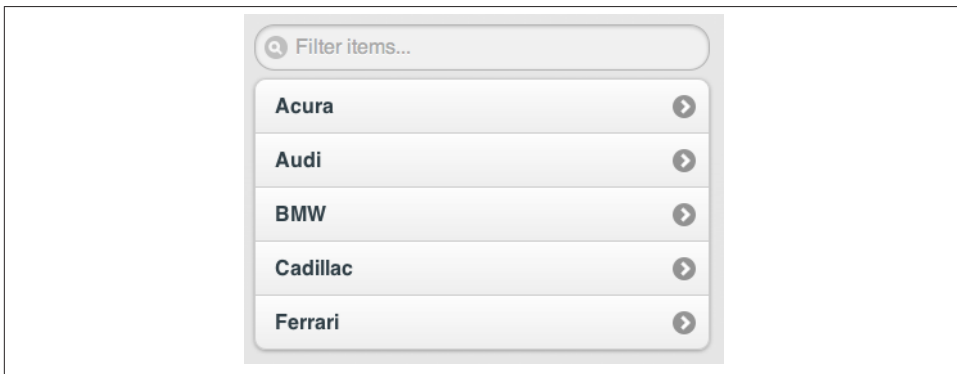 Filter items...
Acura
Audi
BMW
Cadillac
Ferrari